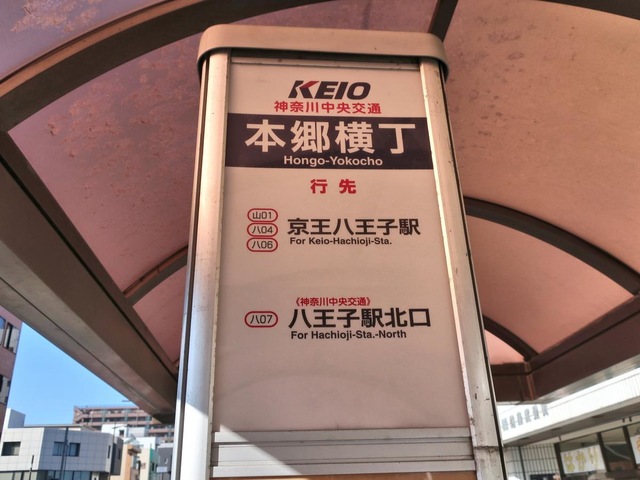 KEIO
神奈川中央交通
本郷横丁
Hongo-Yokocho
行先
山01
八04
八06
京王八王子駅
For Keio-Hachioji-Sta.
(神奈川中央交通)
八07
八王子駅北口
For Hachioji-Sta.-North